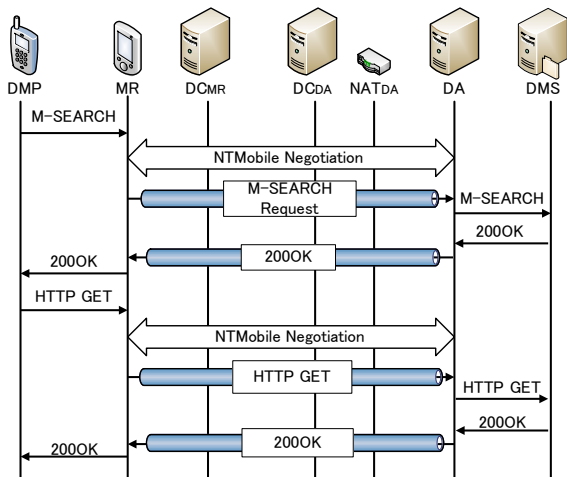 DMP MR DCMR DCDA NATDA DA DMS
M-SEARCH
NTMobile Negotiation
M-SEARCH
Request
M-SEARCH
200OK
200OK
200OK
HTTP GET
NTMobile Negotiation
HTTP GET
HTTP GET
200OK
200OK
200OK